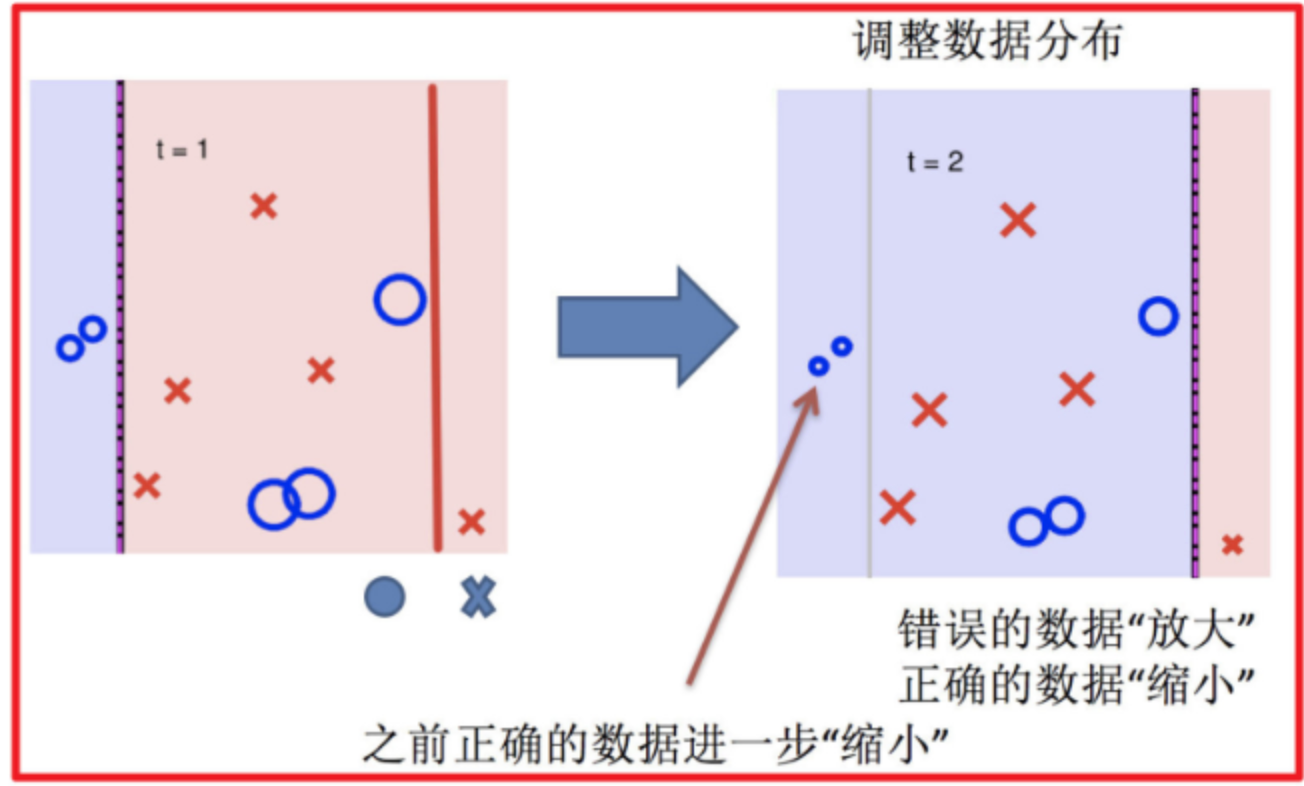 调整数据分布
t = 1
t = 2
错误的数据“放大”
正确的数据“缩小”
之前正确的数据进一步“缩小”